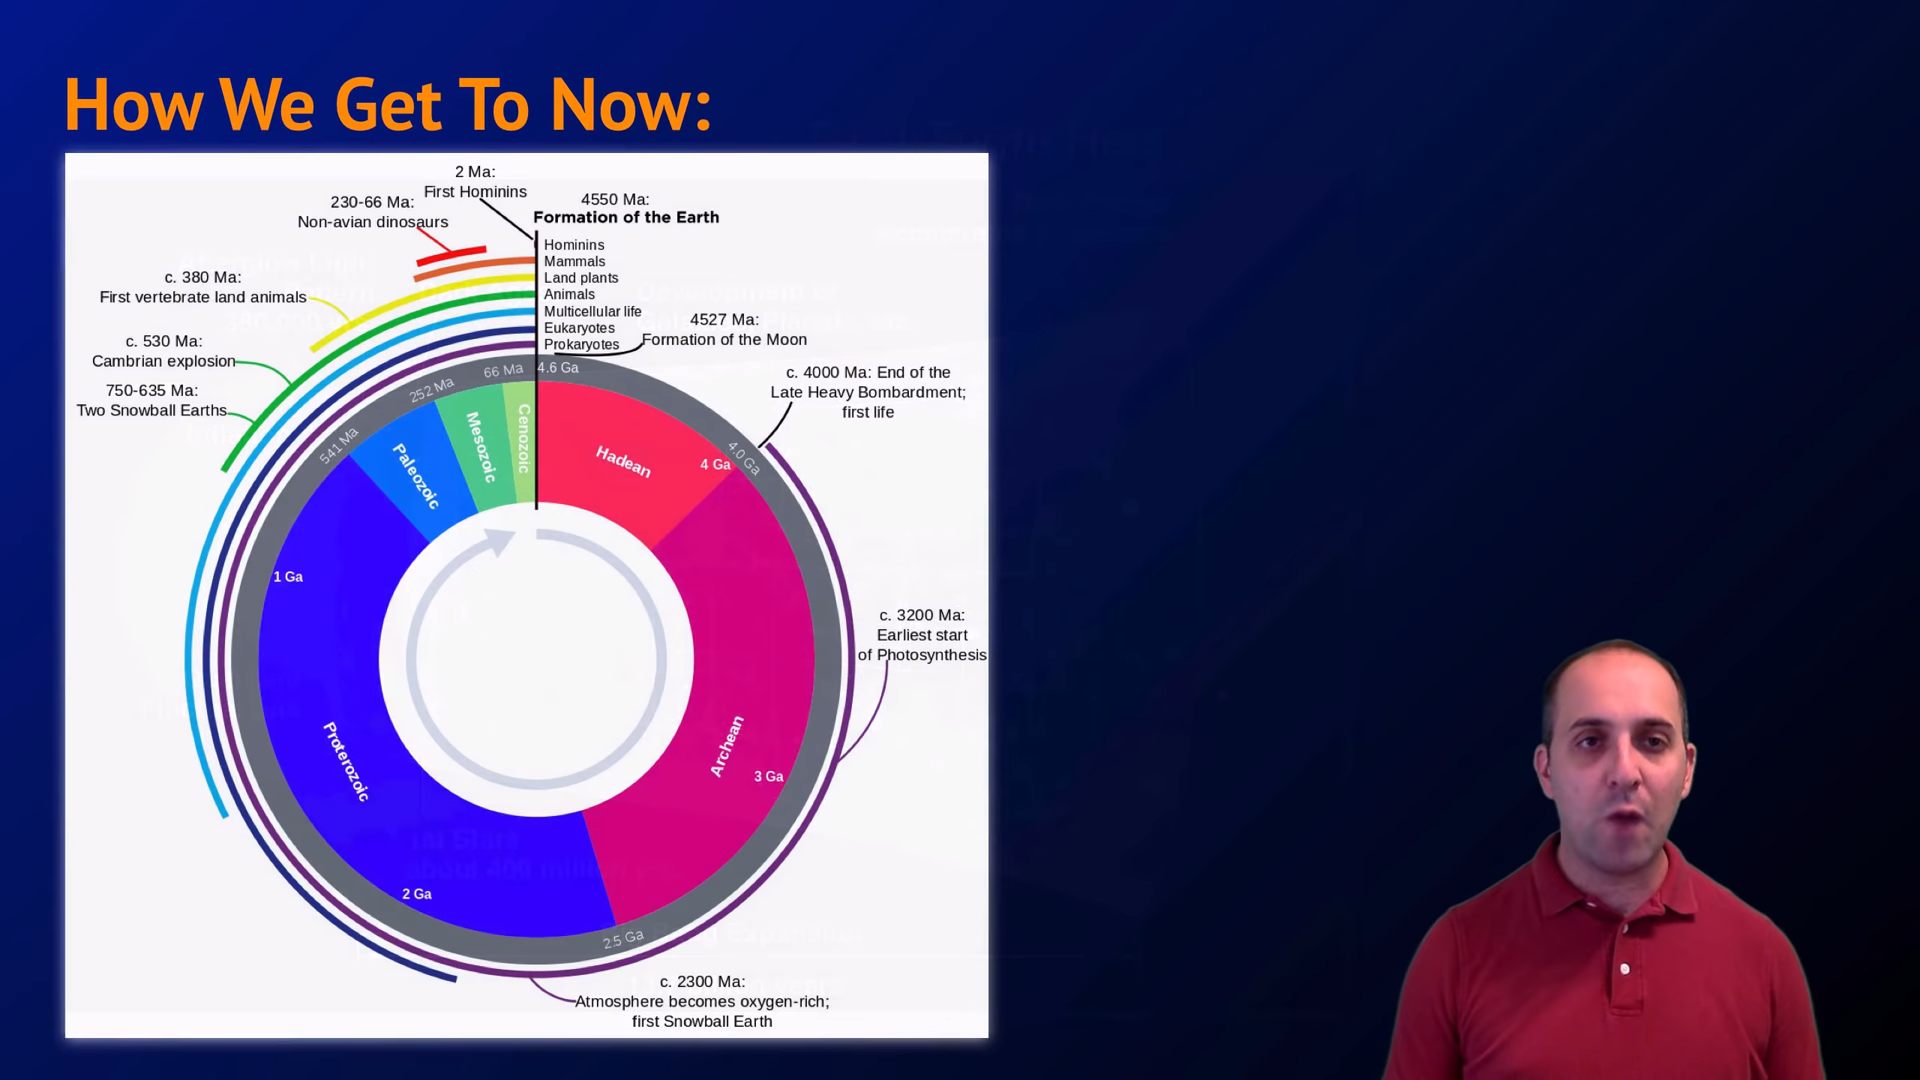 How We Get To Now:
2 Ma:
First Hominins
230-66 Ma:
Non-avian dinosaurs
4550 Ma:
Formation of the Earth
Hominins
Mammals
Land plants
Animals
Multicellular life
Eukaryotes
Prokaryotes
c. 380 Ma:
First vertebrate land animals
4527 Ma:
Formation of the Moon
c. 530 Ma:
Cambrian explosion
750-635 Ma:
Two Snowball Earths
c. 4000 Ma: End of the
Late Heavy Bombardment;
first life
4.6 Ga
66 Ma
252 Ma
541 Ma
4.0 Ga
2.5 Ga
Cenozoic
Mesozoic
Paleozoic
Hadean
4 Ga
1 Ga
Proterozoic
Archean
3 Ga
2 Ga
c. 3200 Ma:
Earliest start
of Photosynthesis
c. 2300 Ma:
Atmosphere becomes oxygen-rich;
first Snowball Earth